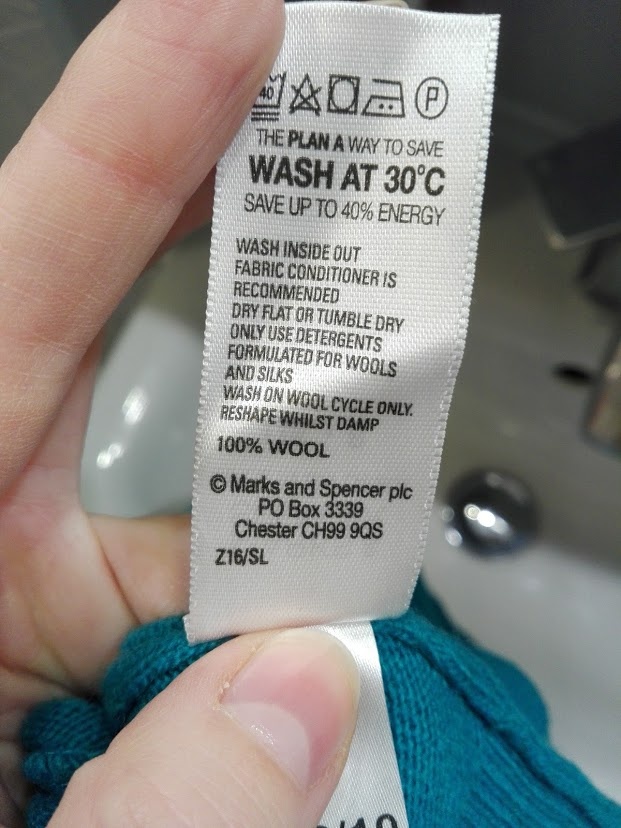 40 P
THE PLAN A WAY TO SAVE
WASH AT 30°C
SAVE UP TO 40% ENERGY
WASH INSIDE OUT
FABRIC CONDITIONER IS
RECOMMENDED
DRY FLAT OR TUMBLE DRY
ONLY USE DETERGENTS
FORMULATED FOR WOOLS
AND SILKS
WASH ON WOOL CYCLE ONLY.
RESHAPE WHILST DAMP
100% WOOL
© Marks and Spencer plc
PO Box 3339
Chester CH99 9QS
Z16/SL